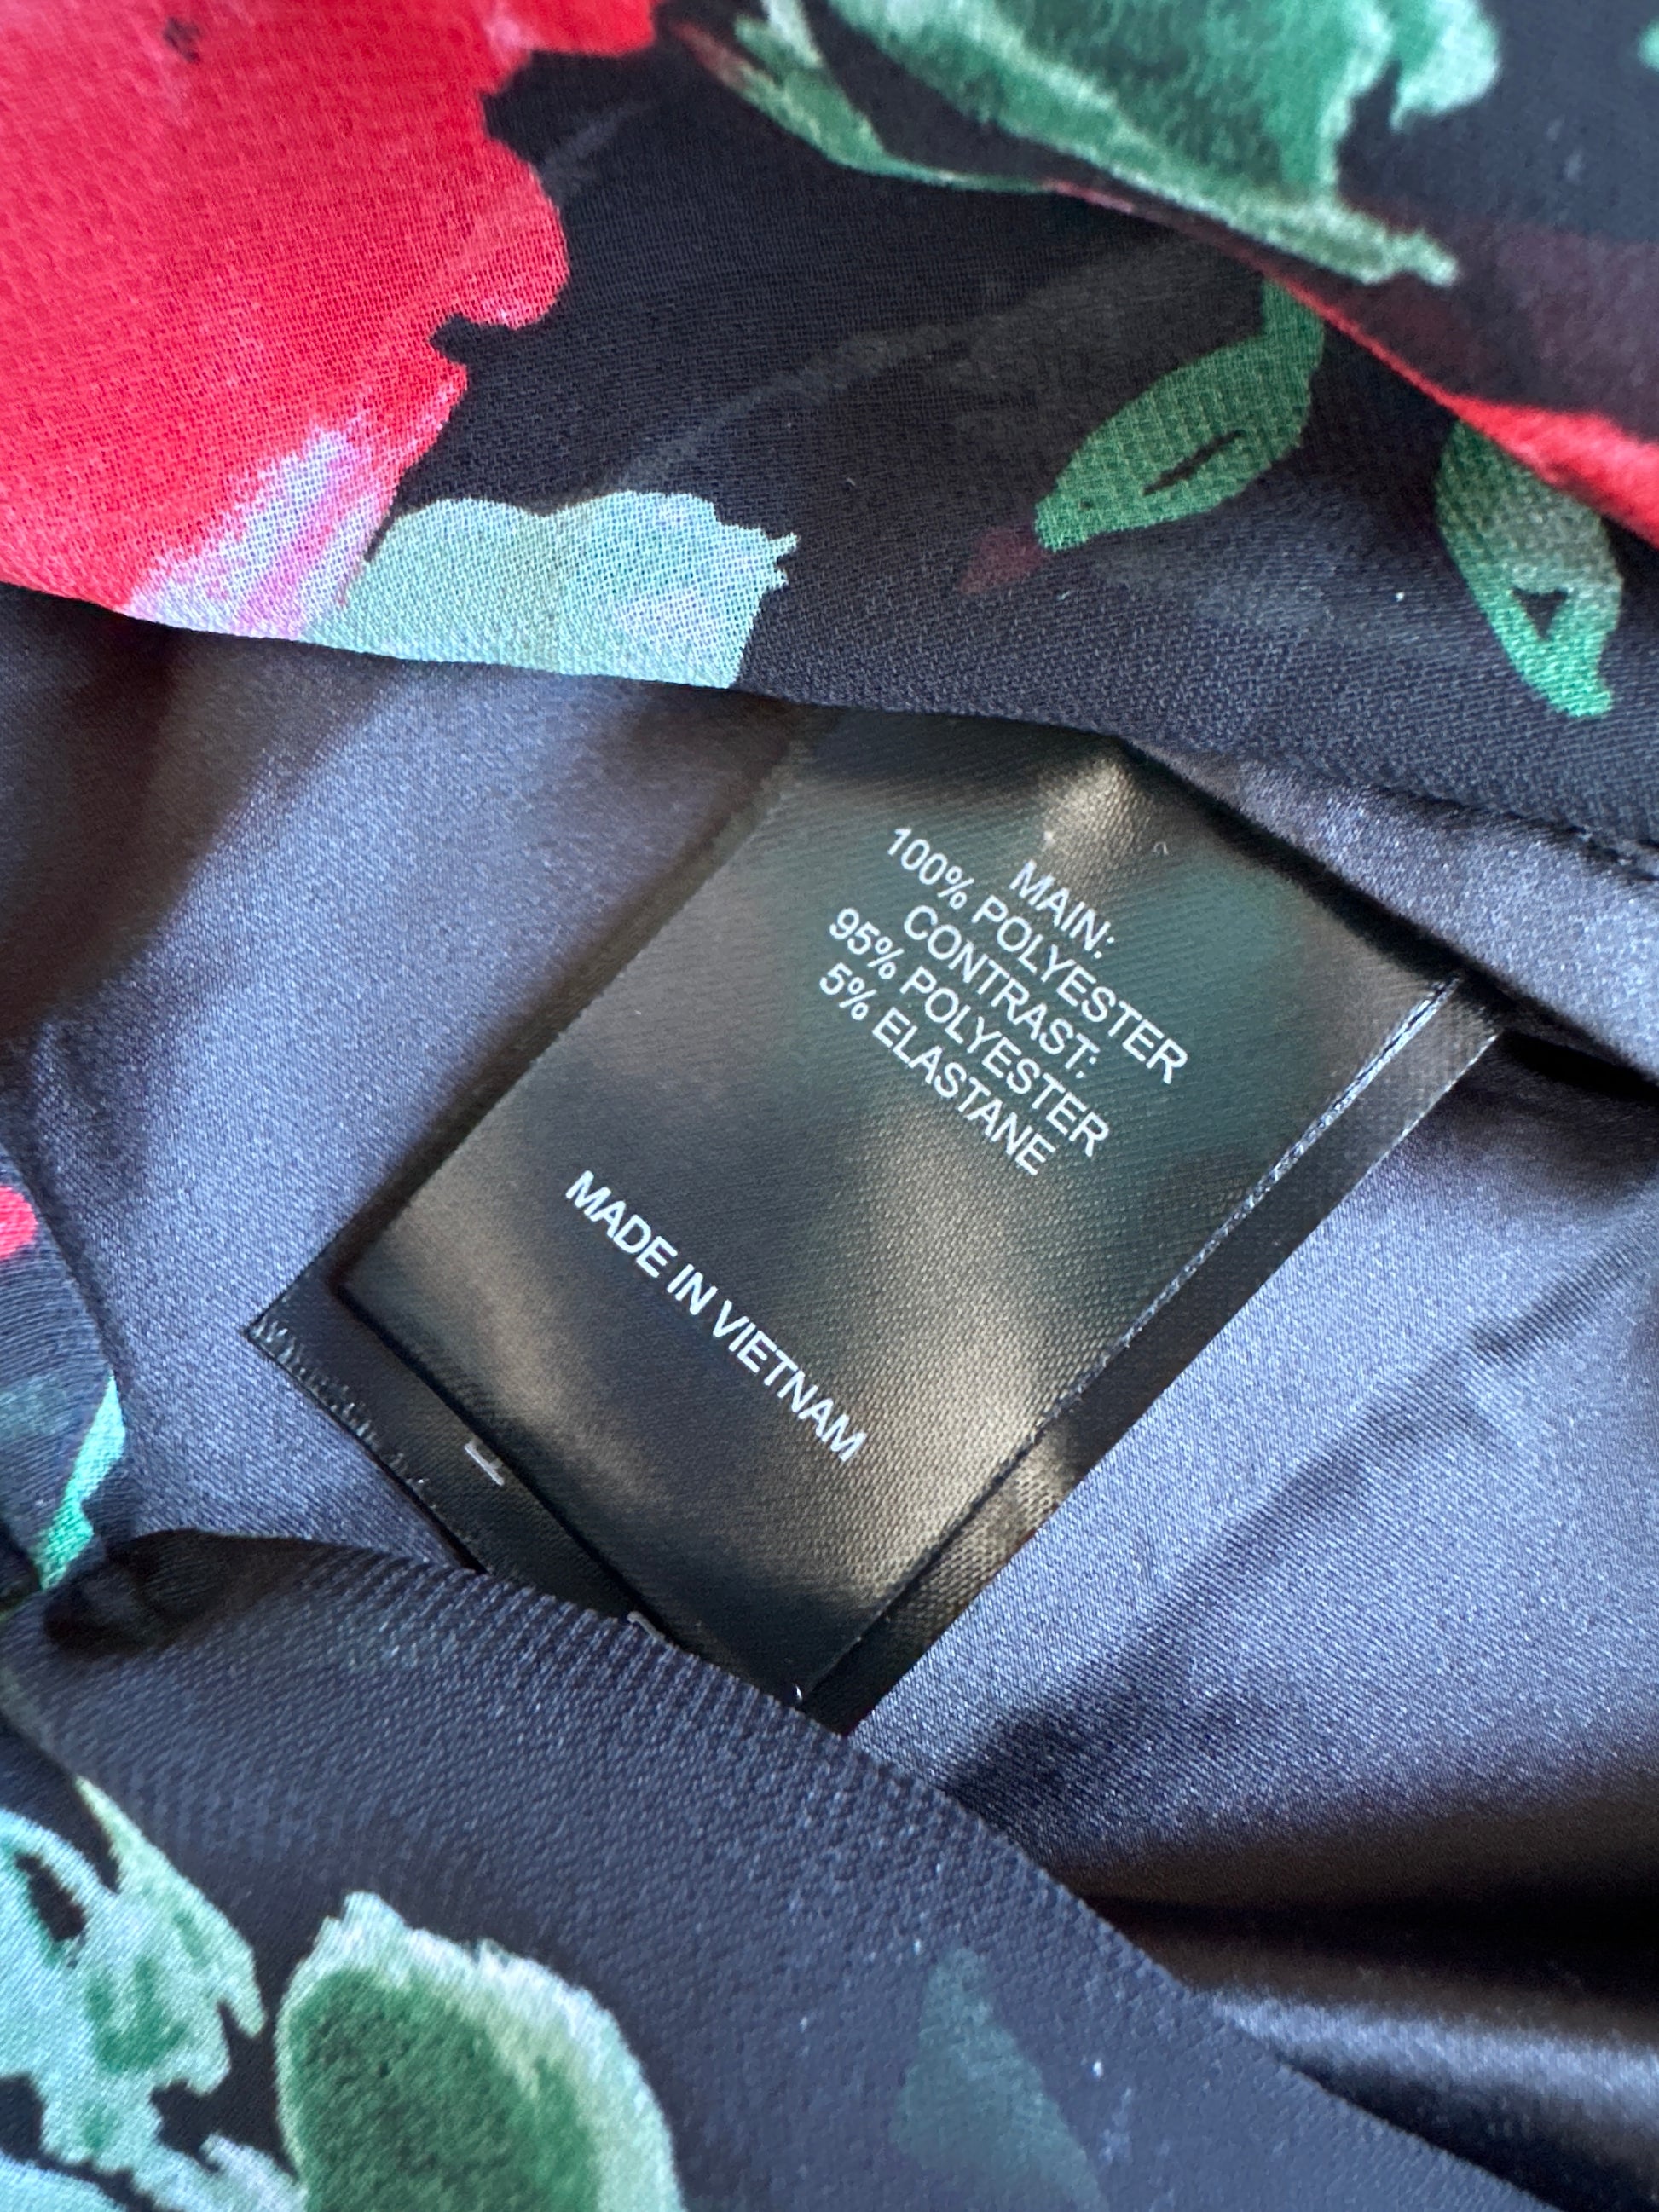 MAIN:
100% POLYESTER
CONTRAST:
95% POLYESTER
5% ELASTANE
MADE IN VIETNAM